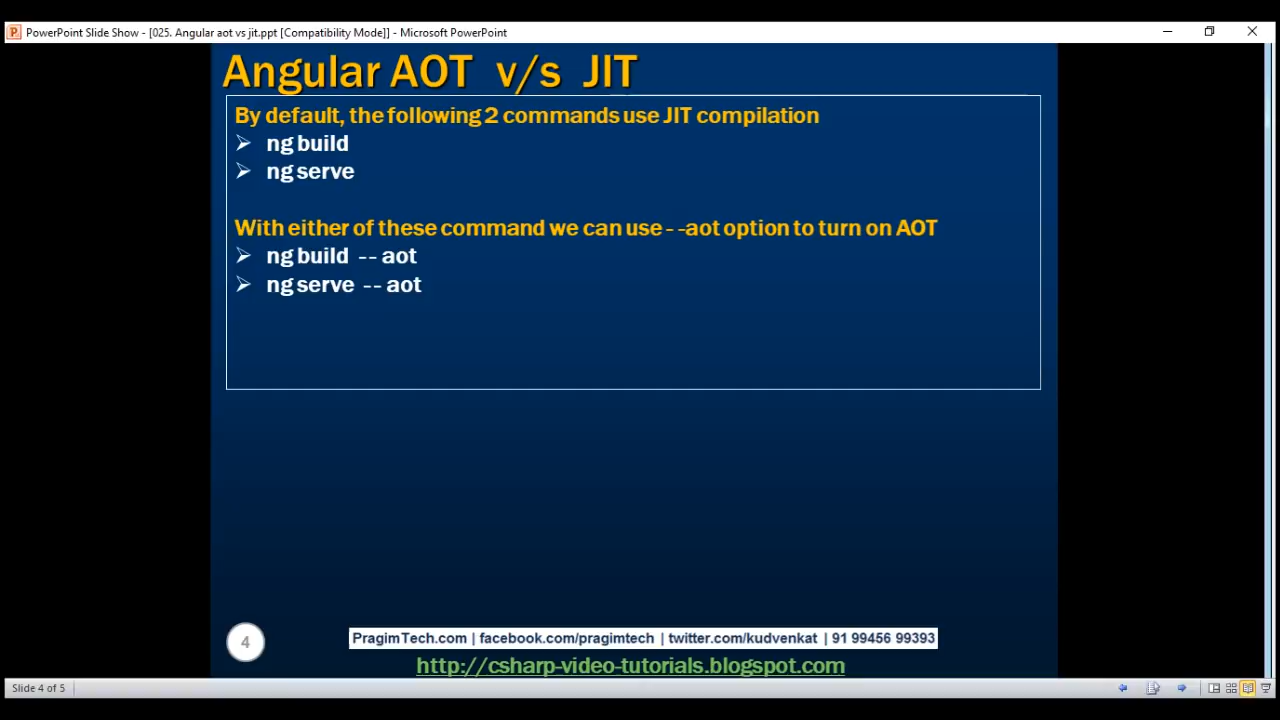 PowerPoint Slide Show - [025. Angular aot vs jit.ppt [Compatibility Mode]] - Microsoft PowerPoint
Angular AOT v/s JIT
By default, the following 2 commands use JIT compilation
ng build
ng serve
With either of these command we can use - -aot option to turn on AOT
ng build -- aot
ng serve -- aot
4
PragimTech.com | facebook.com/pragimtech | twitter.com/kudvenkat | 91 99456 99393
http://csharp-video-tutorials.blogspot.com
Slide 4 of 5